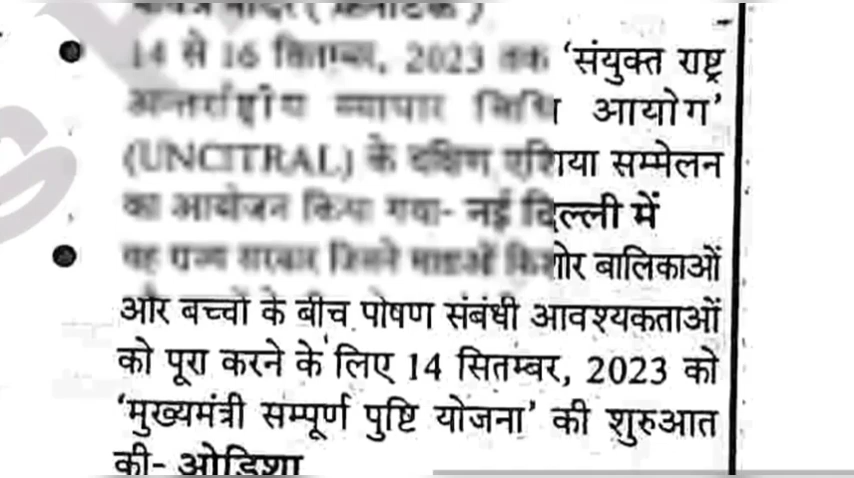 14 से 16 सितम्बर, 2023 तक ‘संयुक्त राष्ट्र
अन्तर्राष्ट्रीय व्यापार विधि आयोग’
(UNCITRAL) के दक्षिण एशिया सम्मेलन
का आयोजन किया गया- नई दिल्ली में
यह राज्य सरकार जिसने किशोर बालिकाओं
और बच्चों के बीच पोषण संबंधी आवश्यकताओं
को पूरा करने के लिए 14 सितम्बर, 2023 को
‘मुख्यमंत्री सम्पूर्ण पुष्टि योजना’ की शुरुआत
की- ओडिशा